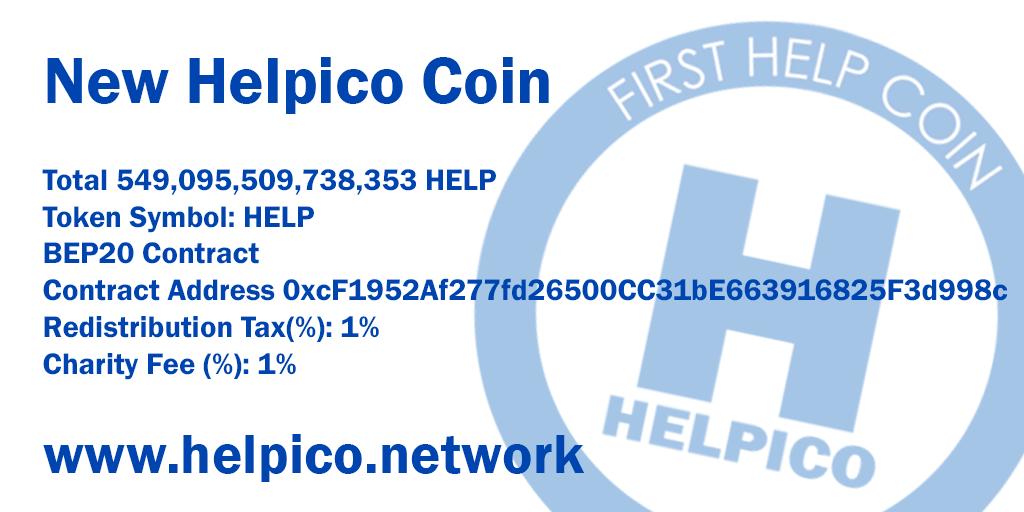 New Helpico Coin
FIRST HELP COIN
Total 549,095,509,738,353 HELP
Token Symbol: HELP
BEP20 Contract
Contract Address 0xcF1952Af277fd26500CC31bE663916825F3d998c
Redistribution Tax(%): 1%
Charity Fee (%): 1%
H
HELPICO
www.helpico.network